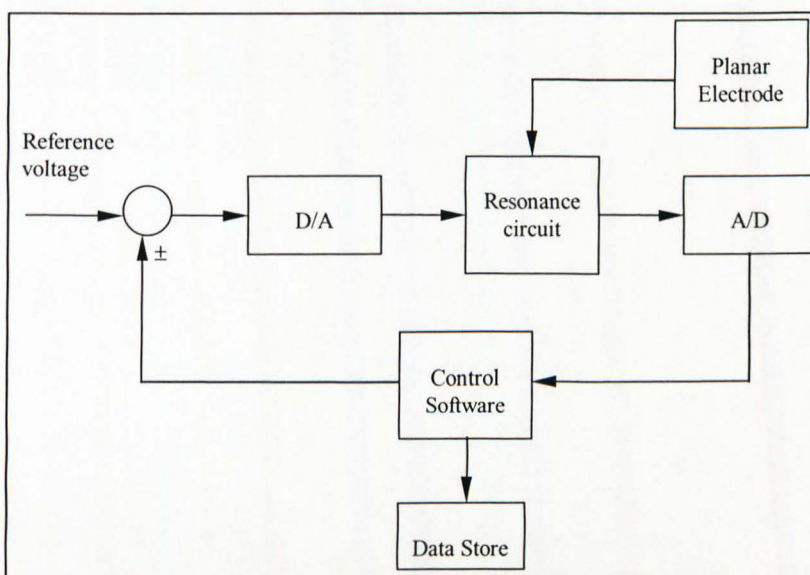 Planar
Electrode
Reference
voltage
±
D/A
Resonance
circuit
A/D
Control
Software
Data Store